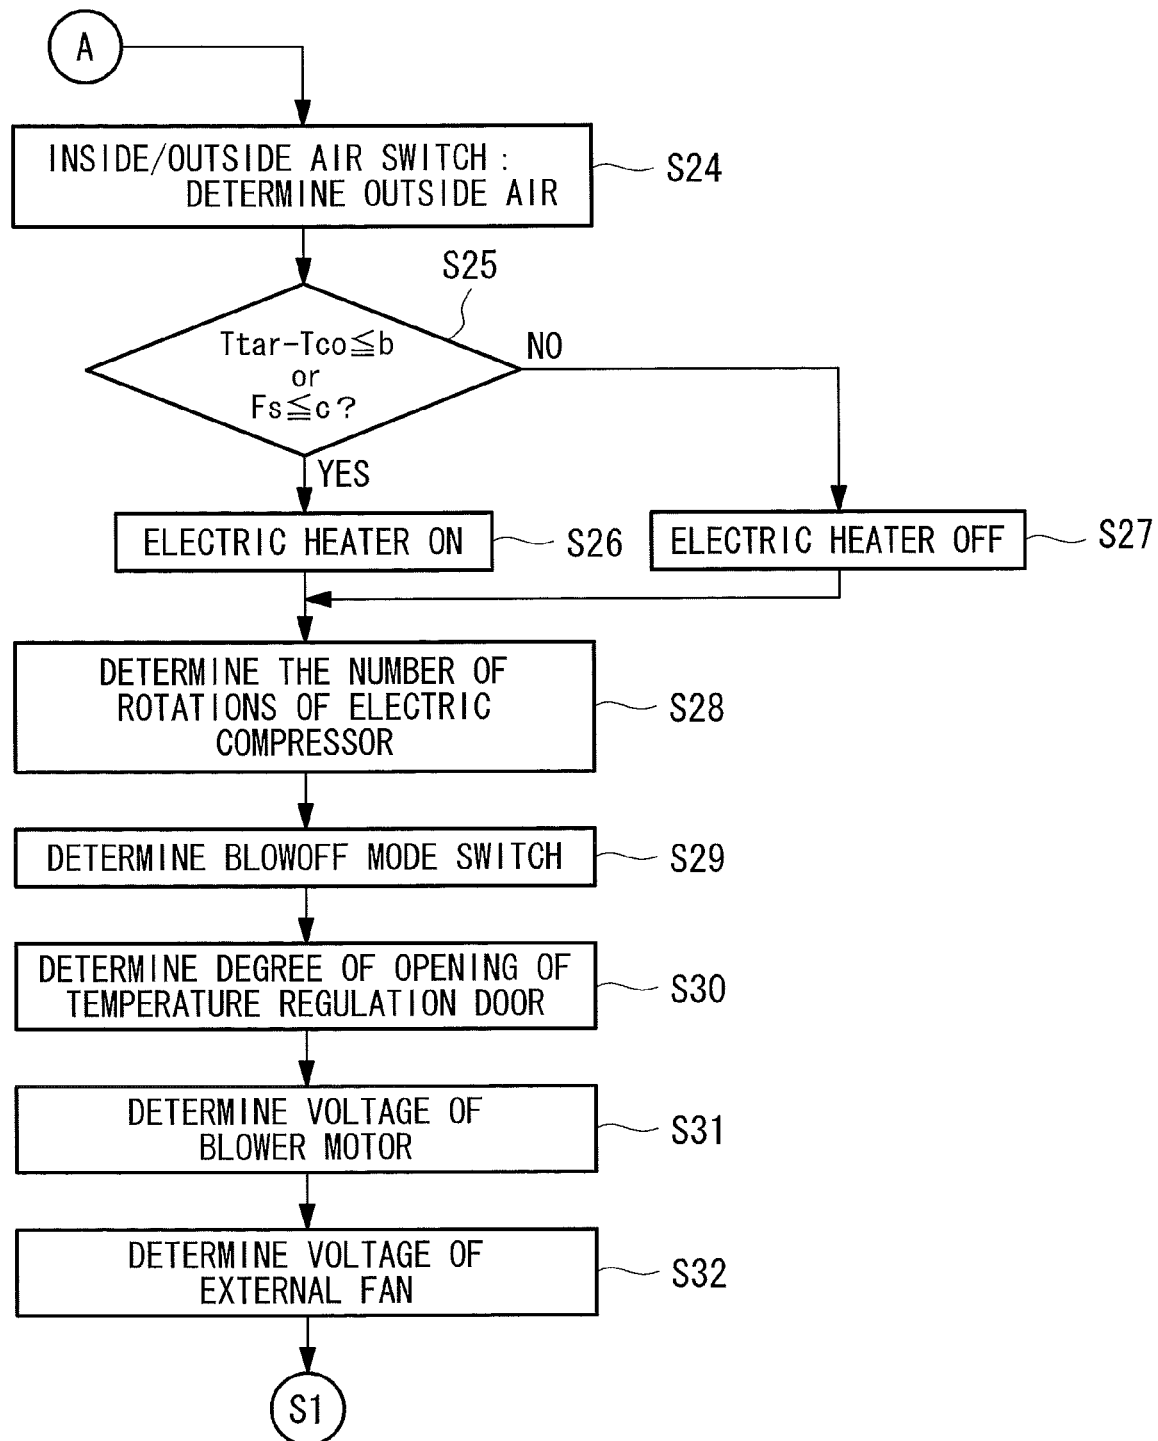 A
INSIDE/OUTSIDE AIR SWITCH:
DETERMINE OUTSIDE AIR
S24
S25
Ttar-Tco≦b
or
Fs≦c?
NO
YES
ELECTRIC HEATER ON
S26
ELECTRIC HEATER OFF
S27
DETERMINE THE NUMBER OF
ROTATIONS OF ELECTRIC
COMPRESSOR
S28
DETERMINE BLOWOFF MODE SWITCH
S29
DETERMINE DEGREE OF OPENING OF
TEMPERATURE REGULATION DOOR
S30
DETERMINE VOLTAGE OF
BLOWER MOTOR
S31
DETERMINE VOLTAGE OF
EXTERNAL FAN
S32
S1